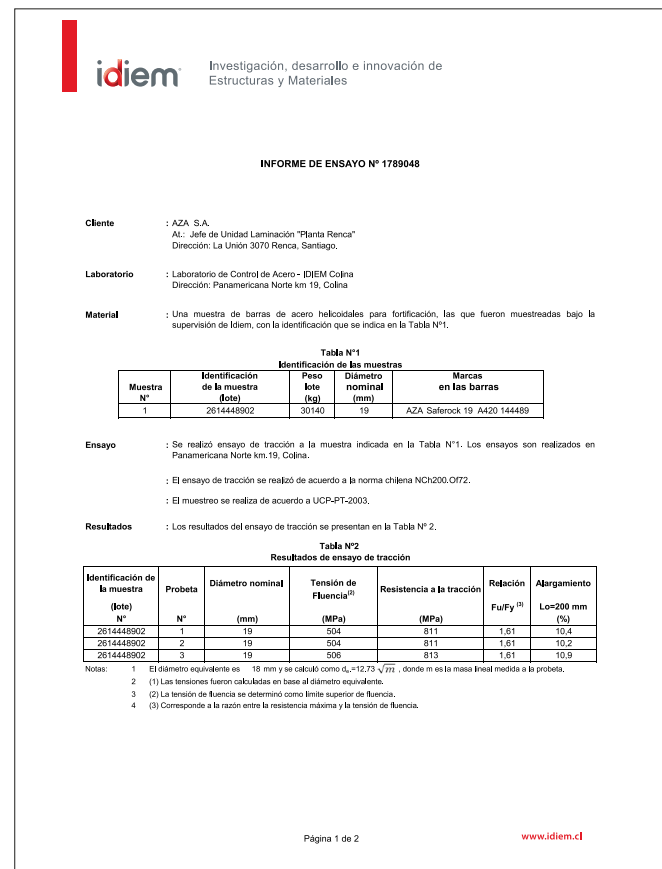 idiem
Investigación, desarrollo e innovación de
Estructuras y Materiales
INFORME DE ENSAYO Nº 1789048
Cliente : AZA S.A.
At.: Jefe de Unidad Laminación "Planta Renca"
Dirección: La Unión 3070 Renca, Santiago.
Laboratorio : Laboratorio de Control de Acero - IDIEM Colina
Dirección: Panamericana Norte km 19, Colina
Material : Una muestra de barras de acero helicoidales para fortificación, las que fueron muestreadas bajo la
supervisión de Idiem, con la identificación que se indica en la Tabla Nº1.
Tabla N°1
Identificación de las muestras
Muestra N° Identificación de la muestra (lote) Peso lote (kg) Diámetro nominal (mm) Marcas en las barras
1 2614448902 30140 19 AZA Saferock 19 A420 144489
Ensayo : Se realizó ensayo de tracción a la muestra indicada en la Tabla N°1. Los ensayos son realizados en
Panamericana Norte km.19, Colina.
: El ensayo de tracción se realizó de acuerdo a la norma chilena NCh200.Of72.
: El muestreo se realiza de acuerdo a UCP-PT-2003.
Resultados : Los resultados del ensayo de tracción se presentan en la Tabla Nº 2.
Tabla Nº2
Resultados de ensayo de tracción
Identificación de la muestra (lote) N° Probeta N° Diámetro nominal (mm) Tensión de Fluencia(2) (MPa) Resistencia a la tracción (MPa) Relación Fu/Fy (3) Alargamiento Lo=200 mm (%)
2614448902 1 19 504 811 1,61 10,4
2614448902 2 19 504 811 1,61 10,2
2614448902 3 19 506 813 1,61 10,9
Notas: 1 El diámetro equivalente es 18 mm y se calculó como de.=12,73 √m , donde m es la masa lineal medida a la probeta.
2 (1) Las tensiones fueron calculadas en base al diámetro equivalente.
3 (2) La tensión de fluencia se determinó como límite superior de fluencia.
4 (3) Corresponde a la razón entre la resistencia máxima y la tensión de fluencia.
Página 1 de 2
www.idiem.cl